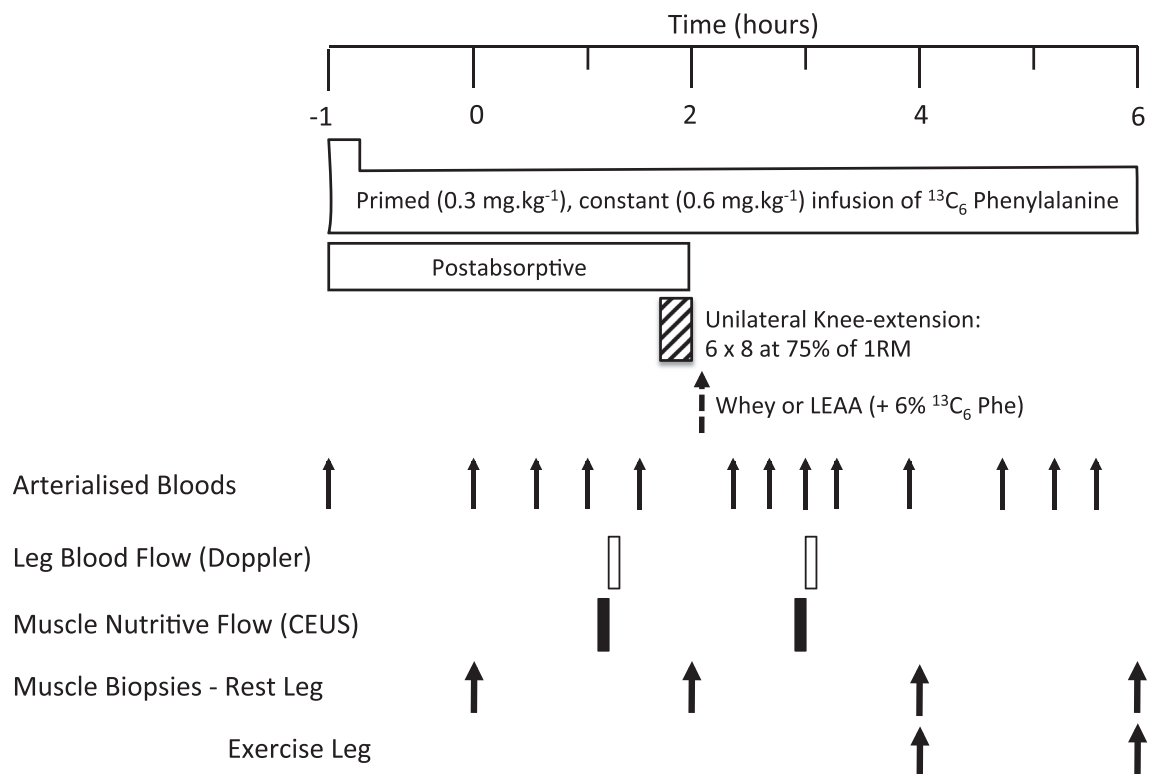 Time (hours)
-1 0 2 4 6
Primed (0.3 mg.kg⁻¹), constant (0.6 mg.kg⁻¹) infusion of ¹³C₆ Phenylalanine
Postabsorptive
Unilateral Knee-extension:
6 x 8 at 75% of 1RM
Whey or LEAA (+ 6% ¹³C₆ Phe)
Arterialised Bloods
Leg Blood Flow (Doppler)
Muscle Nutritive Flow (CEUS)
Muscle Biopsies - Rest Leg
Exercise Leg